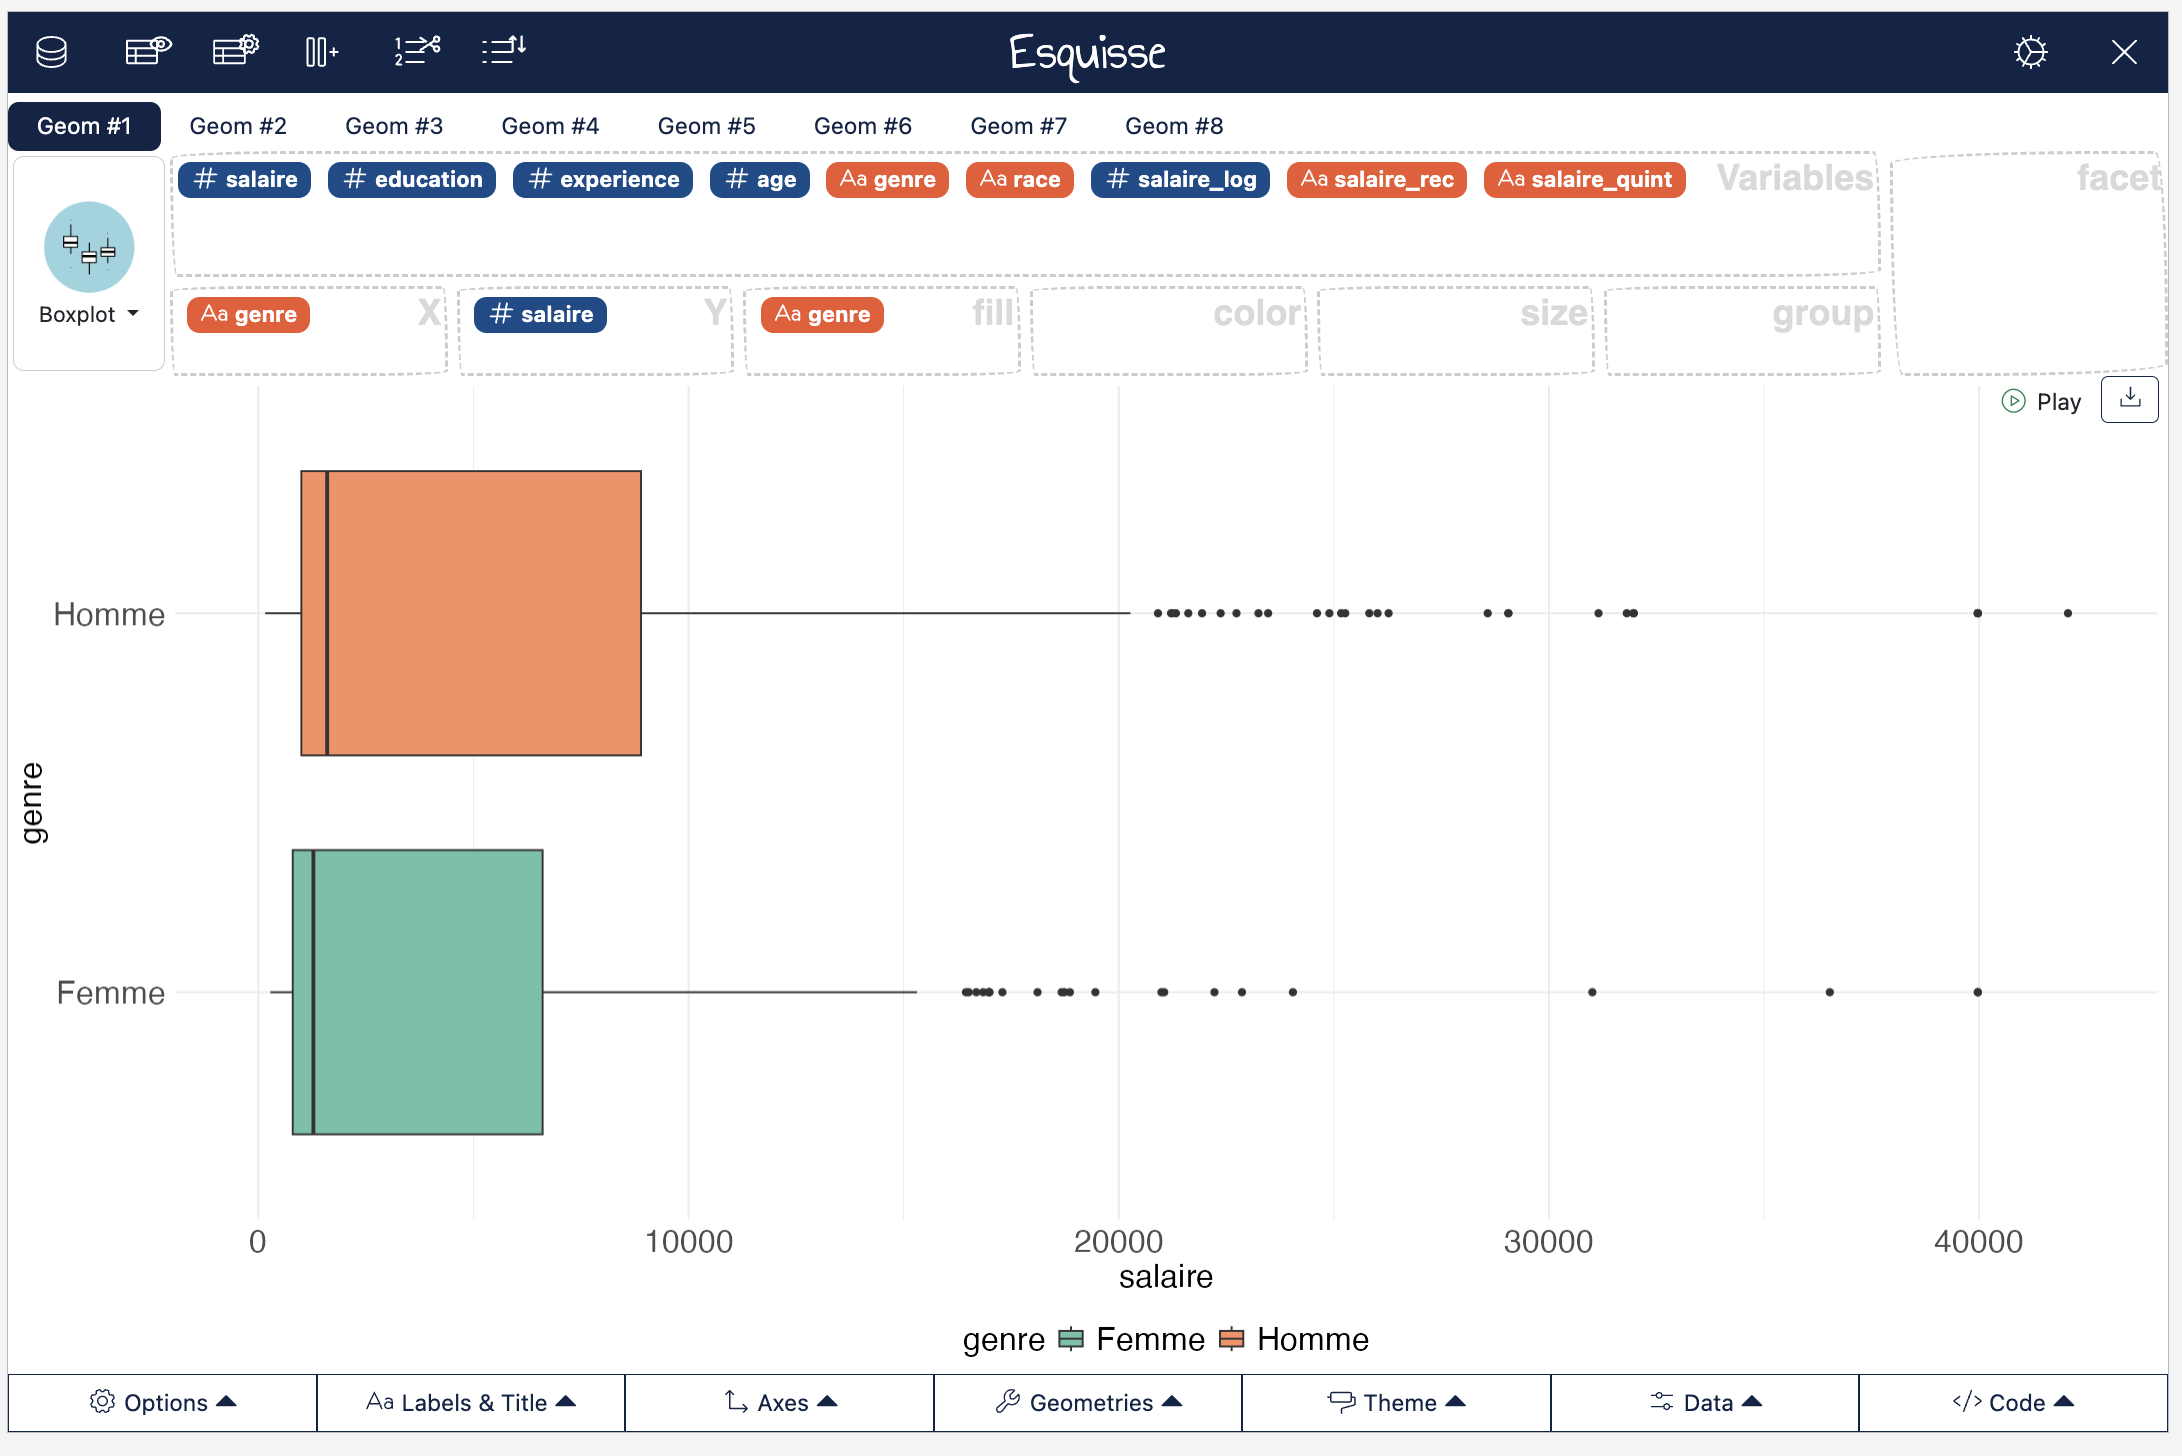 Esquisse
Geom #1 Geom #2 Geom #3 Geom #4 Geom #5 Geom #6 Geom #7 Geom #8
Boxplot
# salaire # education # experience # age Aa genre Aa race # salaire_log Aa salaire_rec Aa salaire_quint Variables
facet
Aa genre X # salaire Y Aa genre fill color size group
Play
Homme
Femme
genre
0 10000 20000 30000 40000
salaire
genre Femme Homme
Options Aa Labels & Title Axes Geometries Theme Data </> Code